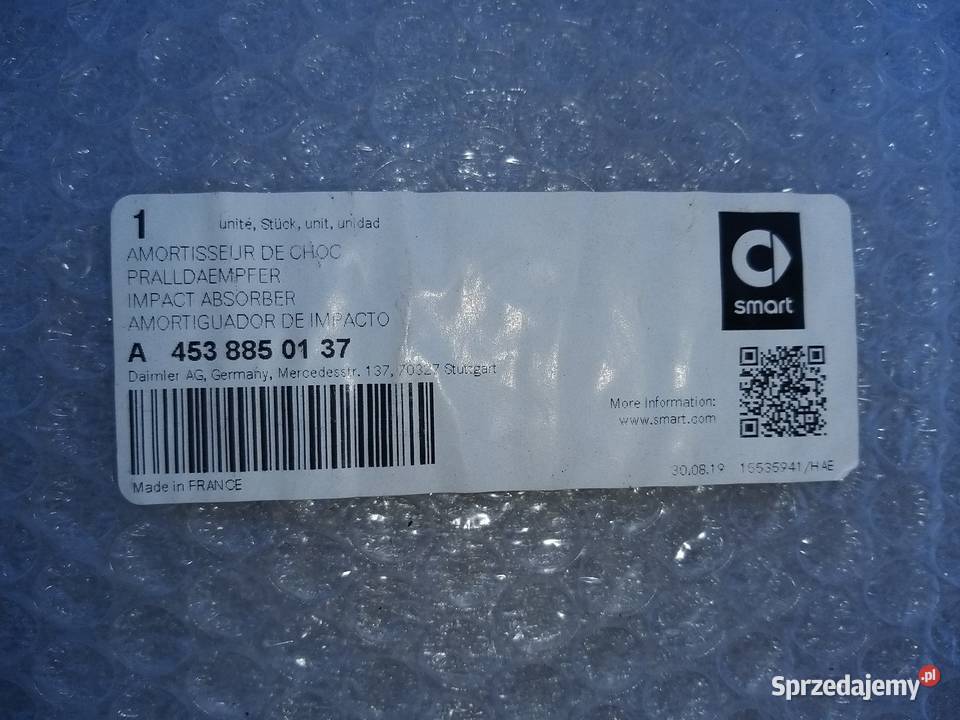 1 unité, Stück, unit, unidad
AMORTISSEUR DE CHOC
PRALLDAEMPFER
IMPACT ABSORBER
AMORTIGUADOR DE IMPACTO
A 453 885 01 37
Daimler AG, Germany, Mercedesstr. 137, 70327 Stuttgart
Made in FRANCE
smart
More Information:
www.smart.com
30.08.19 15535941/HAE
Sprzedajemy.pl